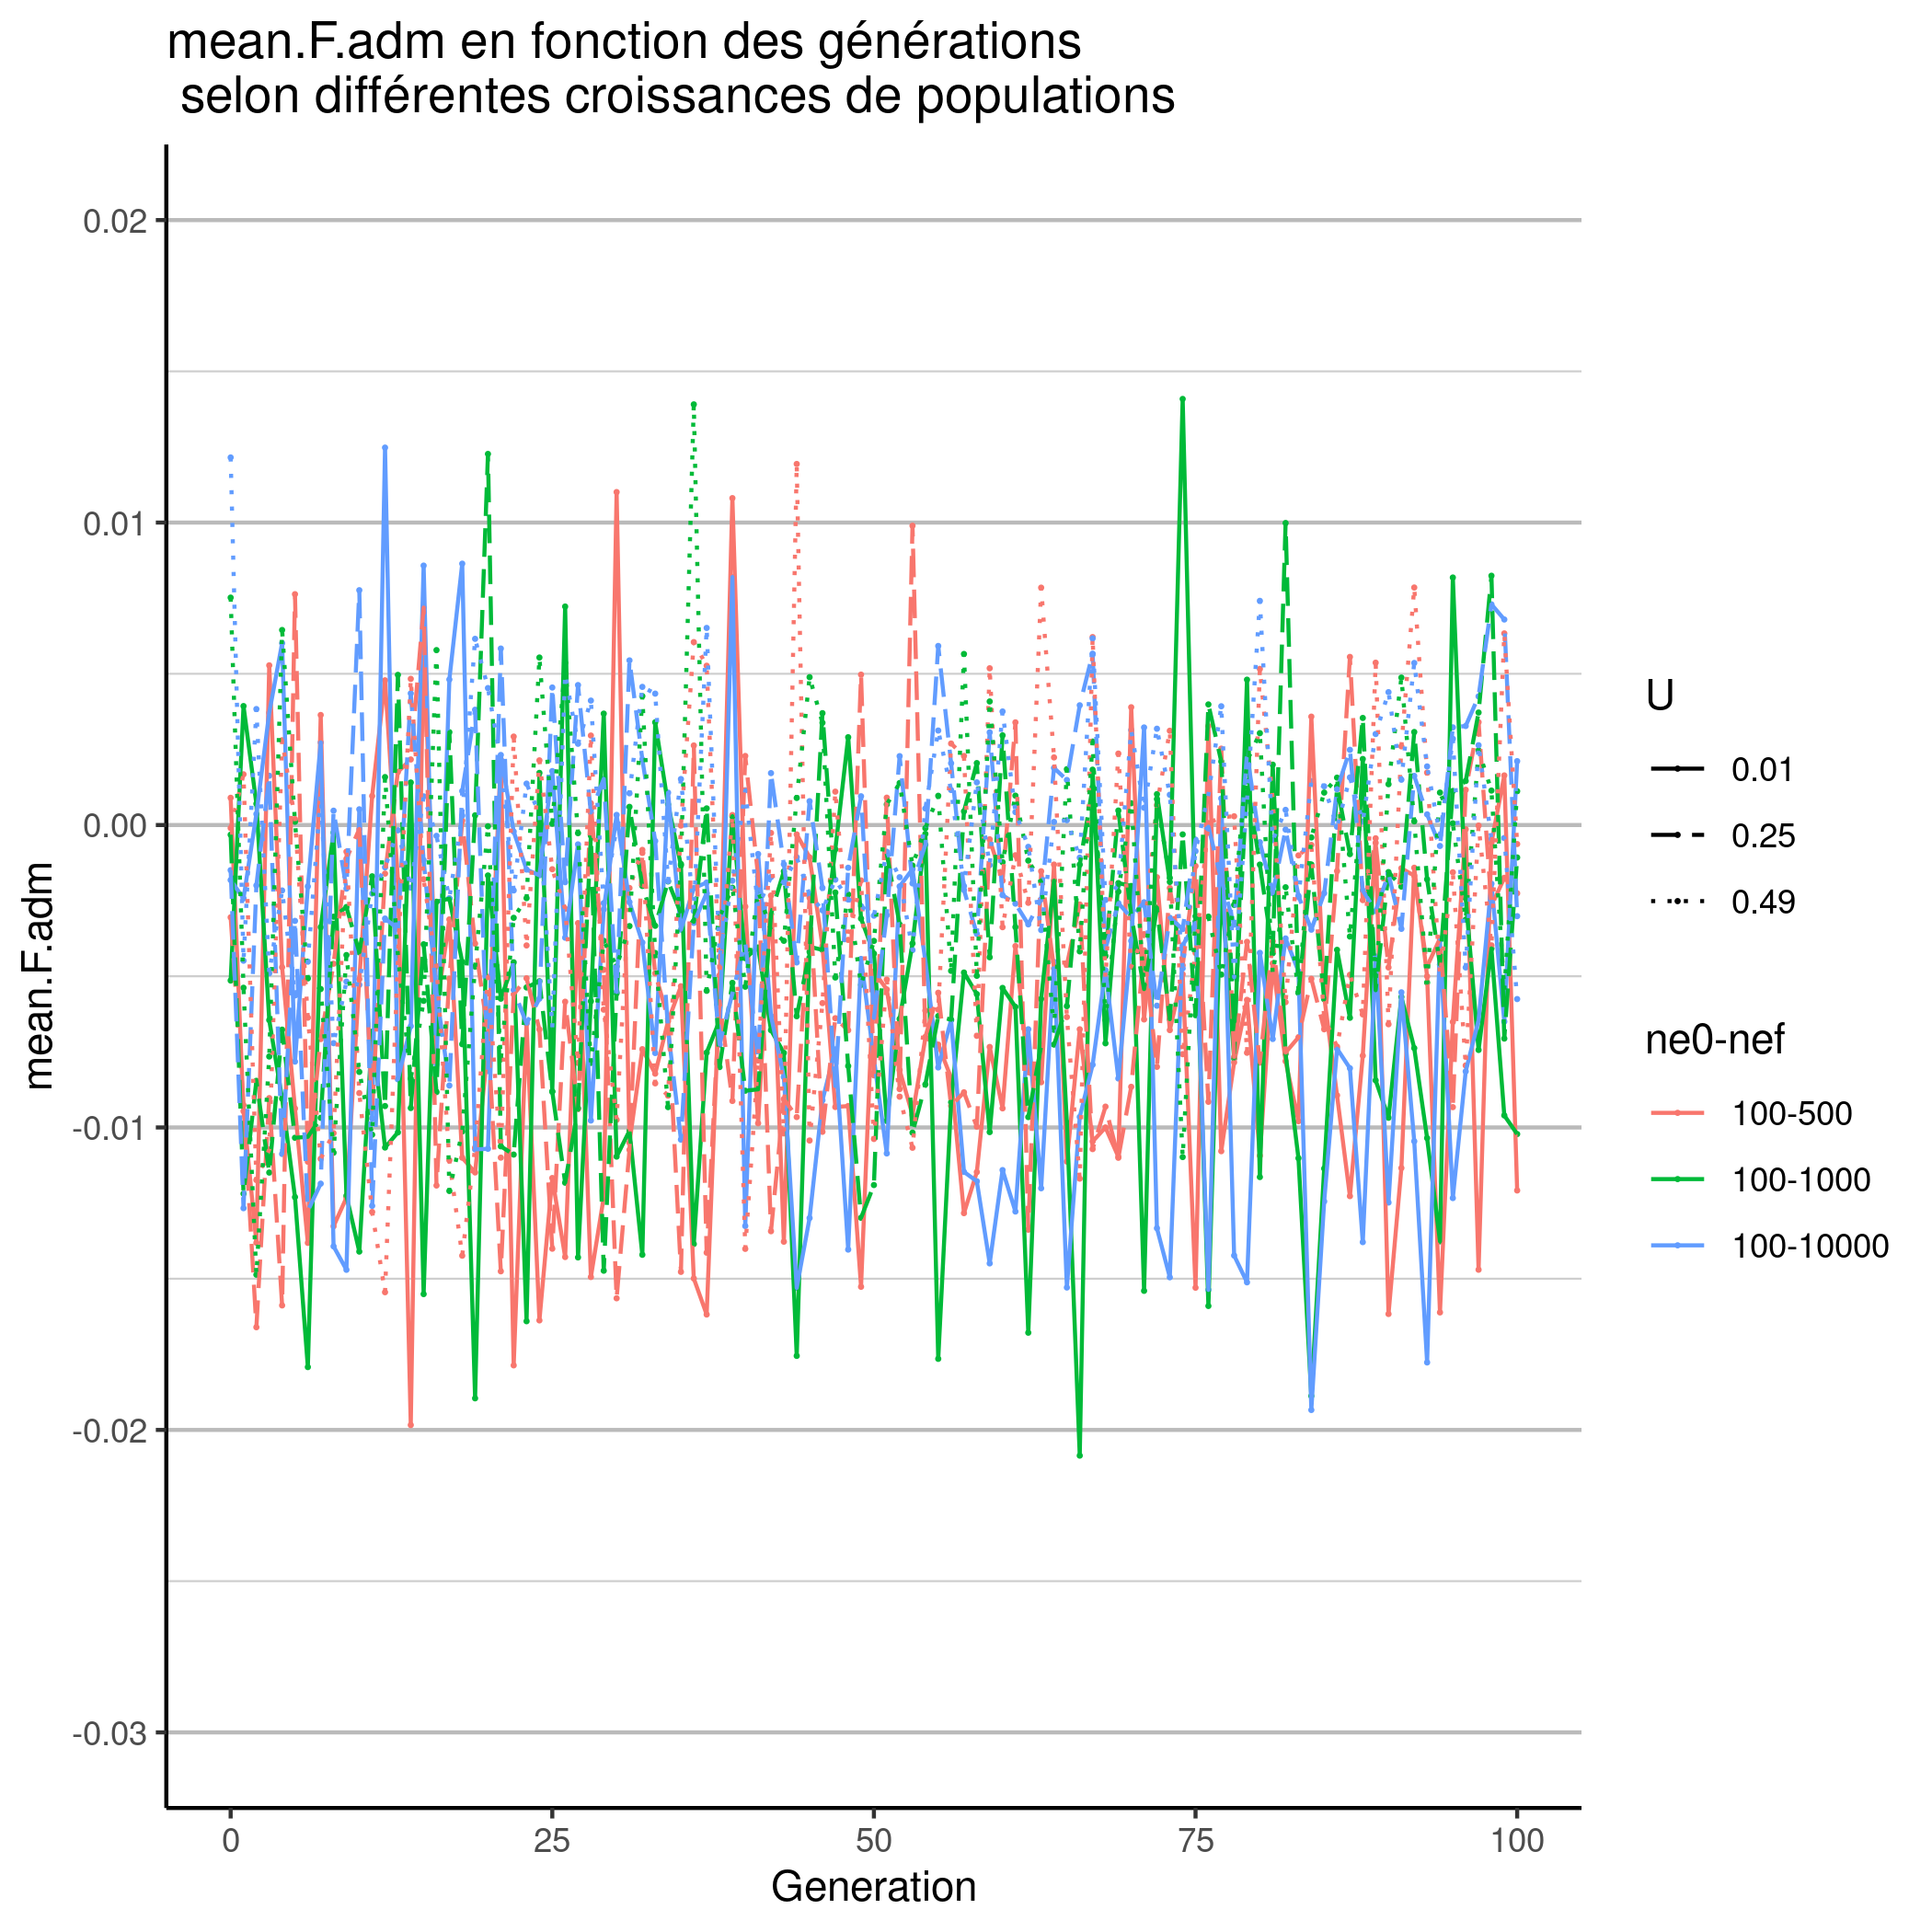 mean.F.adm en fonction des générations
selon différentes croissances de populations
mean.F.adm
0.02
0.01
0.00
-0.01
-0.02
-0.03
0
25
50
75
100
Generation
U
0.01
0.25
0.49
ne0-nef
100-500
100-1000
100-10000